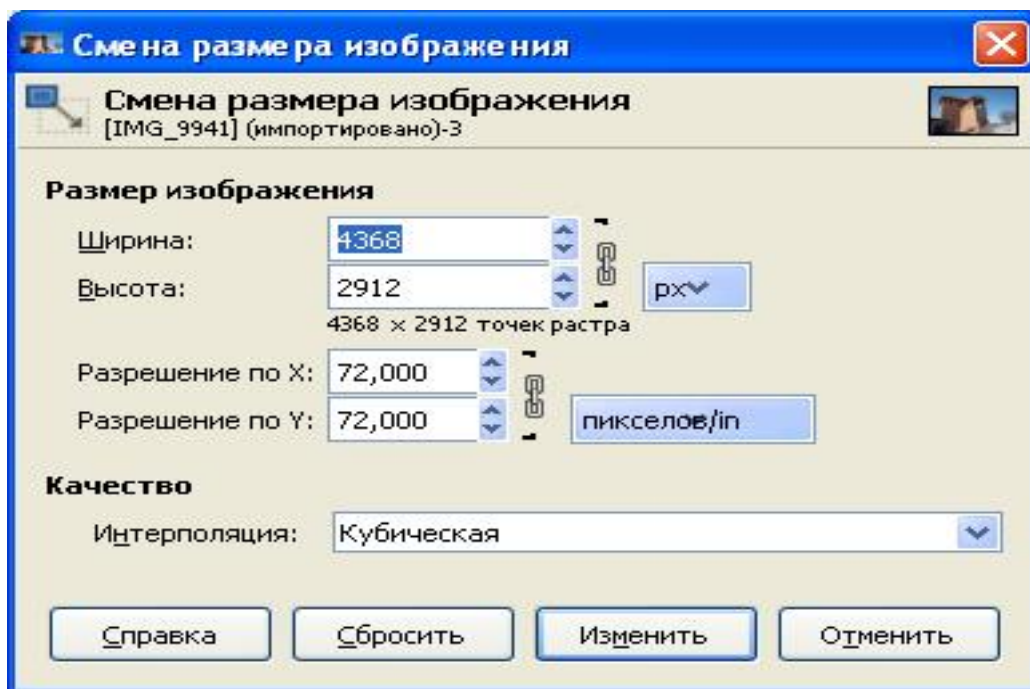 Смена размера изображения
Смена размера изображения
[IMG_9941] (импортировано)-3
Размер изображения
Ширина: 4368
Высота: 2912 px
4368 × 2912 точек растра
Разрешение по X: 72,000
Разрешение по Y: 72,000 пикселов/in
Качество
Интерполяция: Кубическая
Справка Сбросить Изменить Отменить